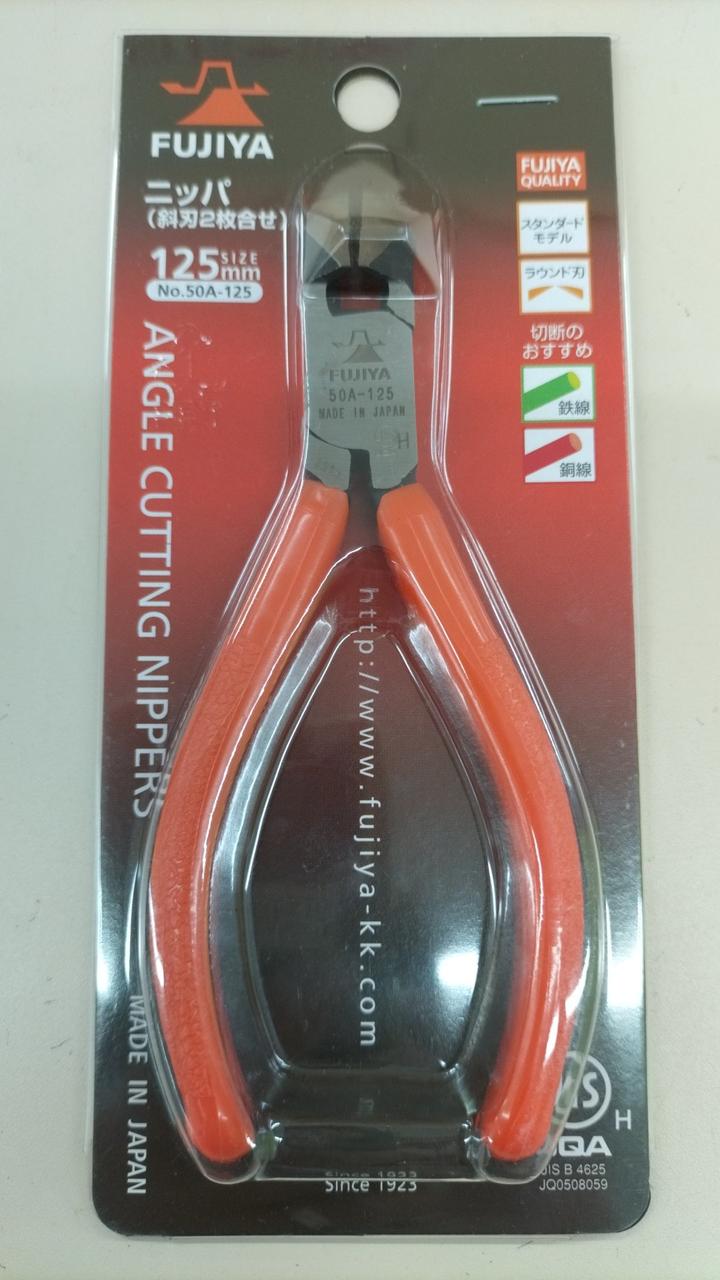 FUJIYA
ニッパ
（斜刃2枚合せ）
125mm SIZE
No.50A-125
ANGLE CUTTING NIPPERS
MADE IN JAPAN
FUJIYA
QUALITY
スタンダード
モデル
ラウンド刃
切断の
おすすめ
鉄線
銅線
FUJIYA
50A-125
MADE IN JAPAN
H
http://www.fujiya-kk.com
Since 1923
H
JQA
JIS B 4625
JQ0508059